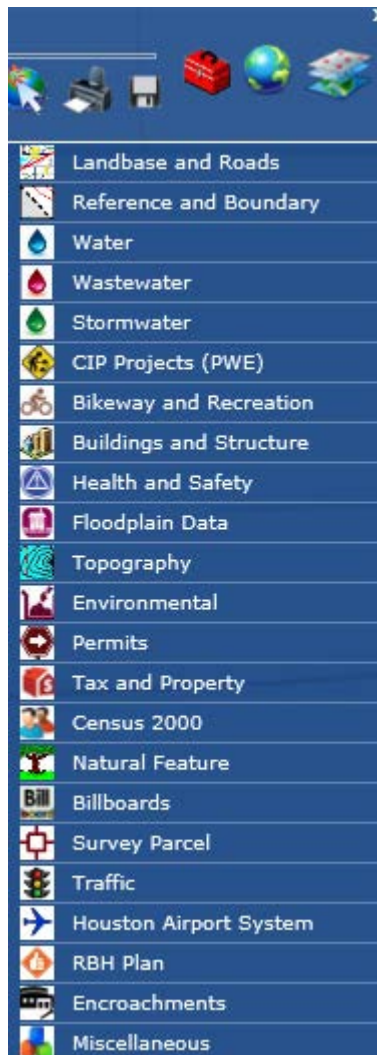 Landbase and Roads
Reference and Boundary
Water
Wastewater
Stormwater
CIP Projects (PWE)
Bikeway and Recreation
Buildings and Structure
Health and Safety
Floodplain Data
Topography
Environmental
Permits
Tax and Property
Census 2000
Natural Feature
Bill
Billboards
Survey Parcel
Traffic
Houston Airport System
RBH Plan
Encroachments
Miscellaneous